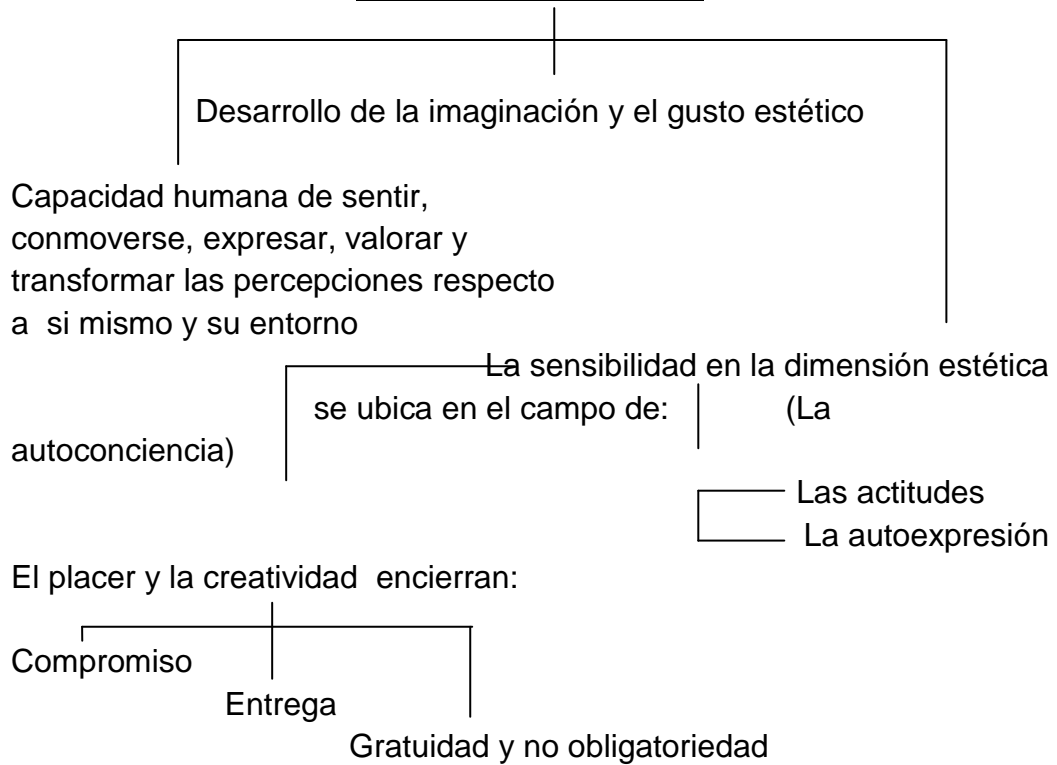 Desarrollo de la imaginación y el gusto estético
Capacidad humana de sentir,
conmoverse, expresar, valorar y
transformar las percepciones respecto
a si mismo y su entorno
La sensibilidad en la dimensión estética
se ubica en el campo de: (La
autoconciencia)
Las actitudes
La autoexpresión
El placer y la creatividad encierran:
Compromiso
Entrega
Gratuidad y no obligatoriedad